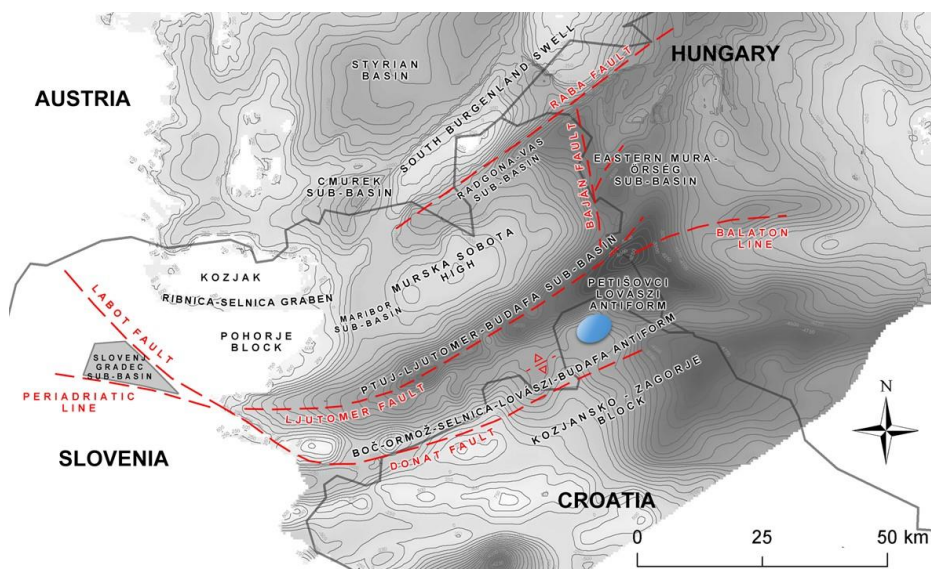 HUNGARY
AUSTRIA
STYRIAN
BASIN
SOUTH BURGENLAND SWELL
RABA FAULT
RADGONA-VAS
SUB-BASIN
CMUREK
SUB-BASIN
BAJAN FAULT
EASTERN MURA-
ÖRSÉG
SUB-BASIN
BALATON
LINE
MURSKA SOBOTA
HIGH
KOZJAK
RIBNICA-SELNICA GRABEN
MARIBOR
SUB-BASIN
PETIŠOVCI
LOVÁSZI
ANTIFORM
LABOT FAULT
POHORJE
BLOCK
PTUJ-LJUTOMER-BUDAFA SUB-BASIN
SLOVENJ
GRADEC
SUB-BASIN
PERIADRIATIC
LINE
LJUTOMER FAULT
BOČ-ORMOŽ-SELNICA-LOVÁSZI-BUDAFA ANTIFORM
DONAT FAULT
KOZJANSKO - ZAGORJE
BLOCK
N
SLOVENIA
CROATIA
0 25 50 km